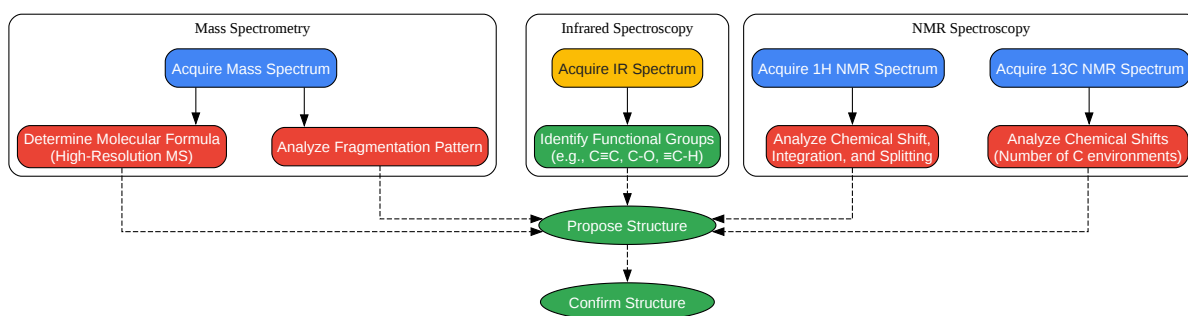 Mass Spectrometry
Infrared Spectroscopy
NMR Spectroscopy
Acquire Mass Spectrum
Acquire IR Spectrum
Acquire 1H NMR Spectrum
Acquire 13C NMR Spectrum
Determine Molecular Formula
(High-Resolution MS)
Analyze Fragmentation Pattern
Identify Functional Groups
(e.g., C≡C, C-O, ≡C-H)
Analyze Chemical Shift,
Integration, and Splitting
Analyze Chemical Shifts
(Number of C environments)
Propose Structure
Confirm Structure